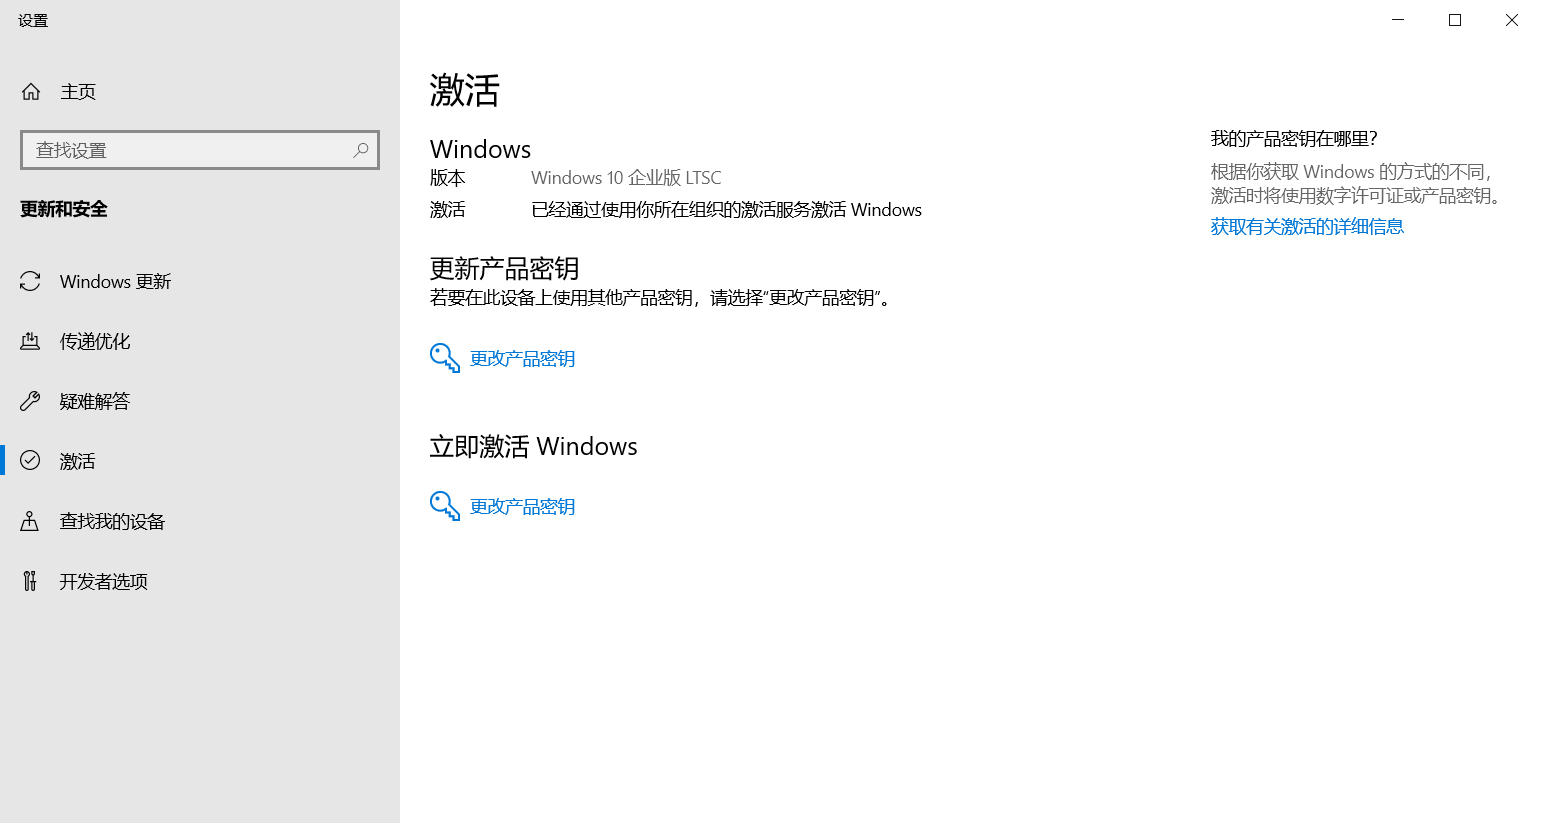 设置
主页
查找设置
更新和安全
Windows 更新
传递优化
疑难解答
激活
查找我的设备
开发者选项
激活
Windows
版本 Windows 10 企业版 LTSC
激活 已经通过使用你所在组织的激活服务激活 Windows
更新产品密钥
若要在此设备上使用其他产品密钥，请选择“更改产品密钥”。
更改产品密钥
立即激活 Windows
更改产品密钥
我的产品密钥在哪里?
根据你获取 Windows 的方式的不同，
激活时将使用数字许可证或产品密钥。
获取有关激活的详细信息